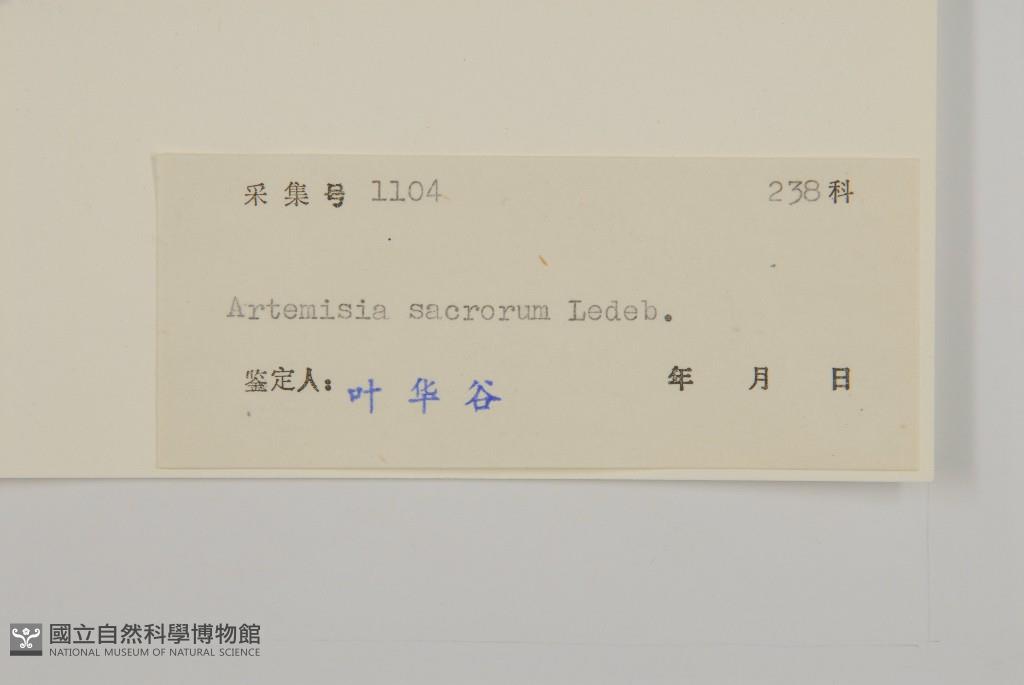 采集号 1104 238科
Artemisia sacrorum Ledeb.
鉴定人: 叶华谷 年 月 日
國立自然科學博物館
NATIONAL MUSEUM OF NATURAL SCIENCE